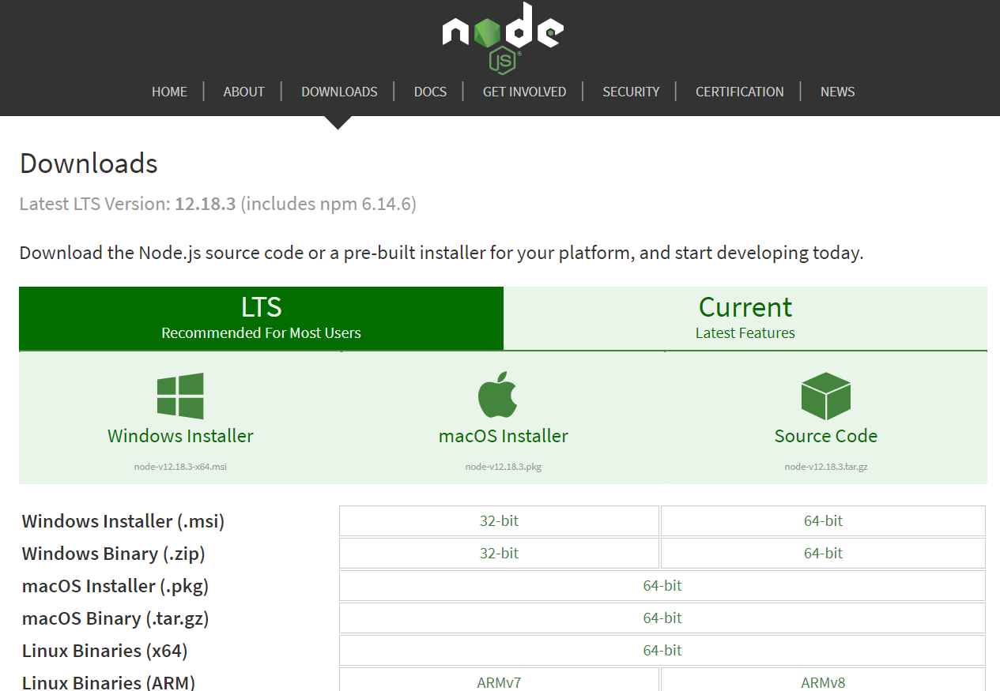 node
JS®
HOME ABOUT DOWNLOADS DOCS GET INVOLVED SECURITY CERTIFICATION NEWS
Downloads
Latest LTS Version: 12.18.3 (includes npm 6.14.6)
Download the Node.js source code or a pre-built installer for your platform, and start developing today.
LTS Current
Recommended For Most Users Latest Features
Windows Installer macOS Installer Source Code
node-v12.18.3-x64.msi node-v12.18.3.pkg node-v12.18.3.tar.gz
Windows Installer (.msi) 32-bit 64-bit
Windows Binary (.zip) 32-bit 64-bit
macOS Installer (.pkg) 64-bit
macOS Binary (.tar.gz) 64-bit
Linux Binaries (x64) 64-bit
Linux Binaries (ARM) ARMv7 ARMv8